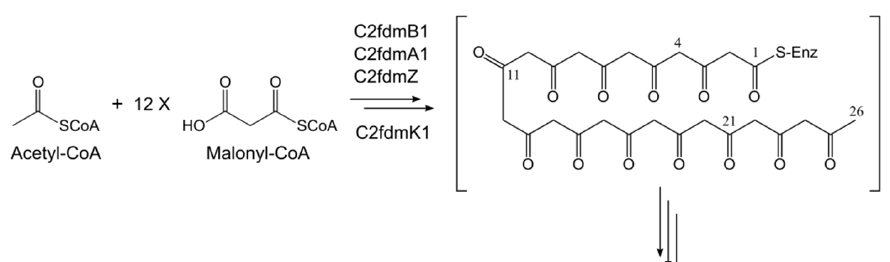 C2fdmB1
C2fdmA1
C2fdmZ
C2fdmK1
O
SCoA
Acetyl-CoA
+ 12 X
O O
HO SCoA
Malonyl-CoA
4 1 S-Enz
O
11
O O O O O
21 26
O O O O O O O